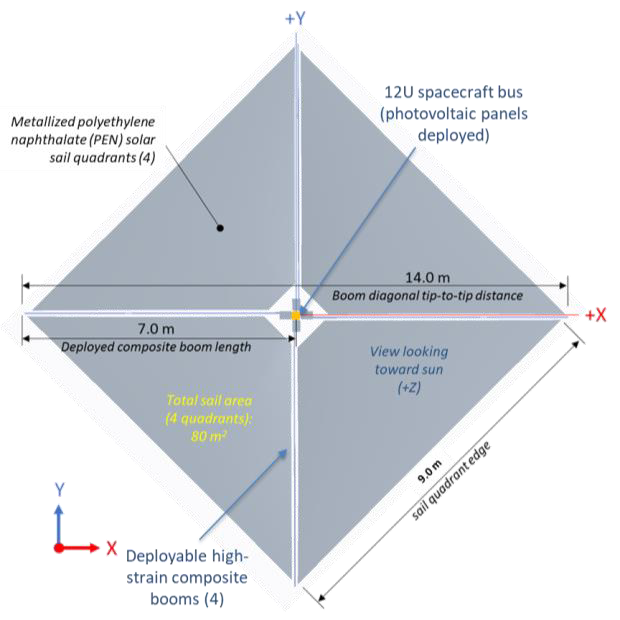 +Y
12U spacecraft bus
(photovoltaic panels
deployed)
Metallized polyethylene
naphthalate (PEN) solar
sail quadrants (4)
14.0 m
Boom diagonal tip-to-tip distance
+X
7.0 m
Deployed composite boom length
View looking
toward sun
(+Z)
Total sail area
(4 quadrants):
80 m²
9.0 m
sail quadrant edge
Y
X
Deployable high-
strain composite
booms (4)